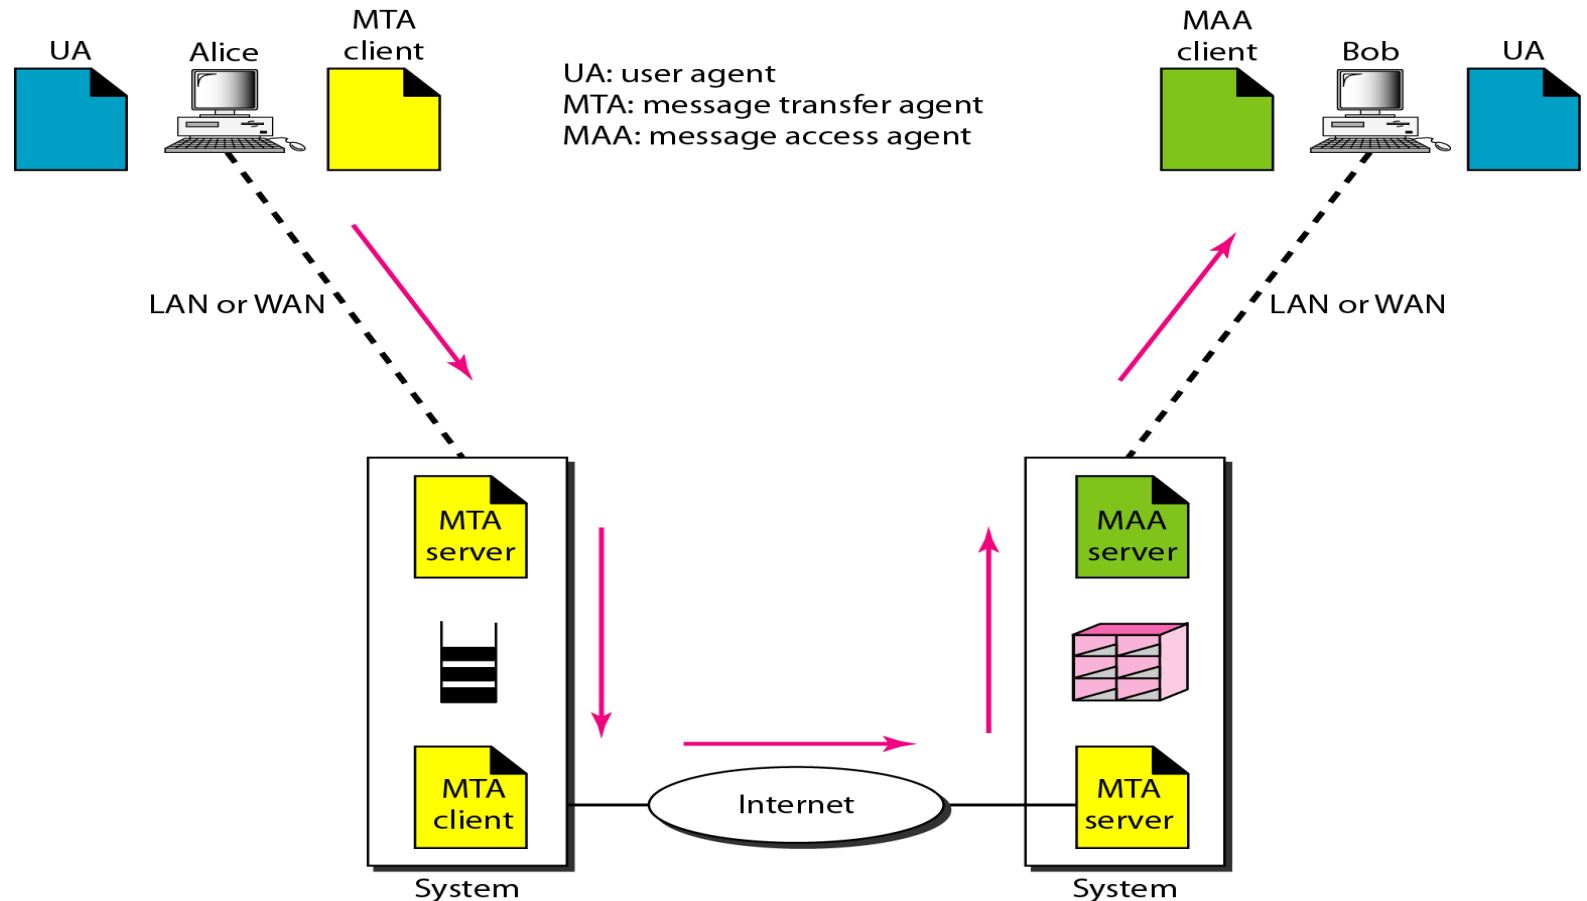 UA
Alice
MTA
client
UA: user agent
MTA: message transfer agent
MAA: message access agent
MAA
client
Bob
UA
LAN or WAN
LAN or WAN
MTA
server
MAA
server
MTA
client
Internet
MTA
server
System
System